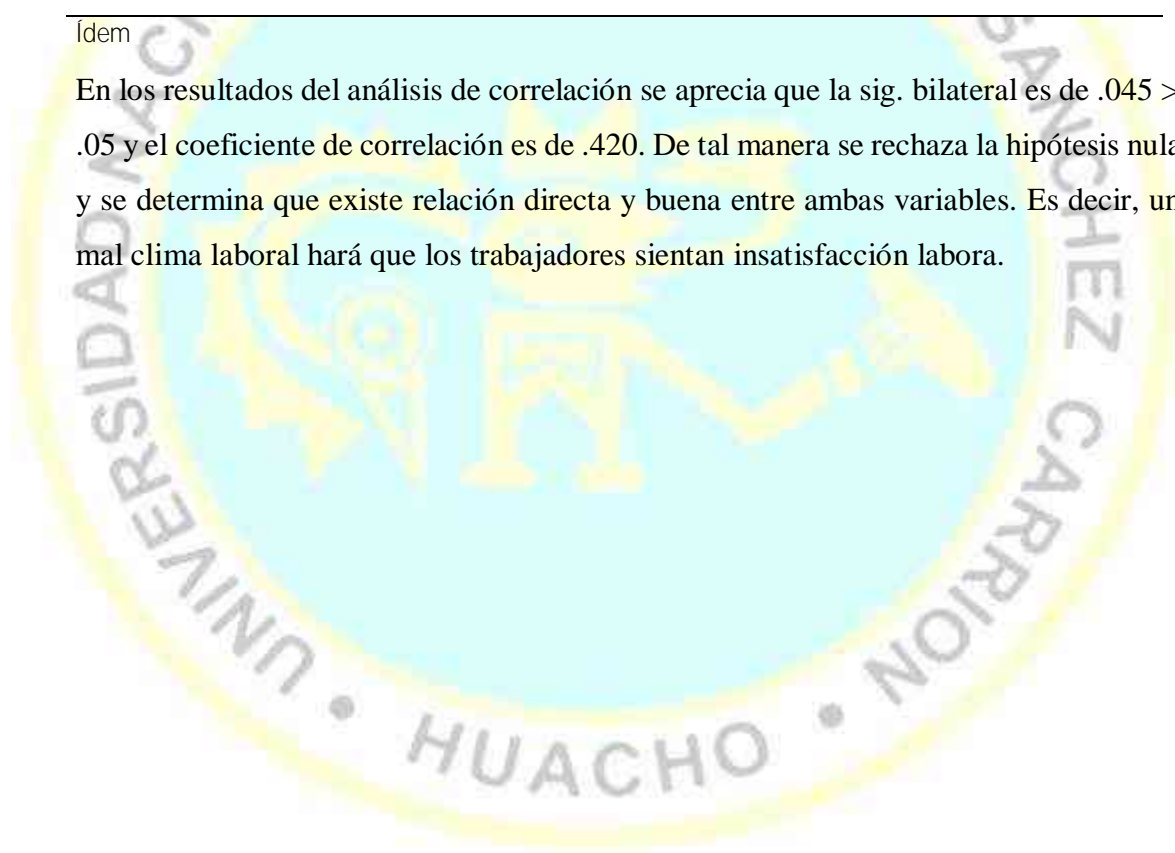 Ídem
En los resultados del análisis de correlación se aprecia que la sig. bilateral es de .045 >
.05 y el coeficiente de correlación es de .420. De tal manera se rechaza la hipótesis nula
y se determina que existe relación directa y buena entre ambas variables. Es decir, un
mal clima laboral hará que los trabajadores sientan insatisfacción labora.
UNIVERSIDAD NACI
SANCHEZ CARRION
• HUACHO •